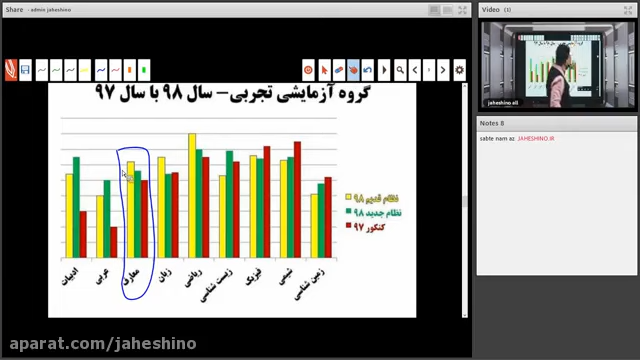 Share - admin jaheshino
Video
jaheshino ali
Notes 8
sabte nam az JAHESHINO.IR
گروه آزمایشی تجربی - سال ۹۸ با سال ۹۷
نظام قدیم ۹۸
نظام جدید ۹۸
کنکور ۹۷
ادبیات
عربی
معارف
زبان
ریاضی
زیست شناسی
فیزیک
شیمی
زمین شناسی
aparat.com/jaheshino